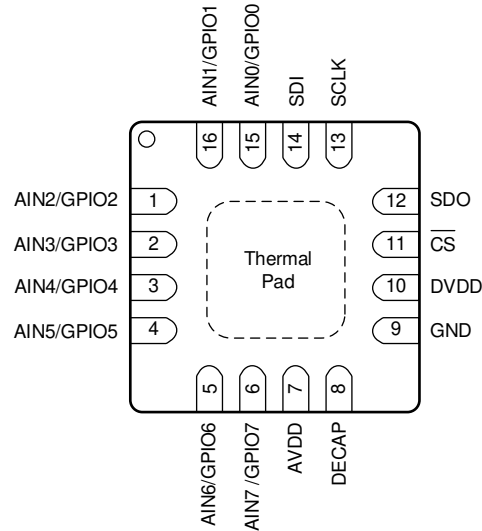 AIN1/GPIO1
AIN0/GPIO0
SDI
SCLK
16
15
14
13
AIN2/GPIO2
1
12
SDO
AIN3/GPIO3
2
11
CS
AIN4/GPIO4
3
10
DVDD
AIN5/GPIO5
4
9
GND
Thermal
Pad
5
6
7
8
AIN6/GPIO6
AIN7 /GPIO7
AVDD
DECAP